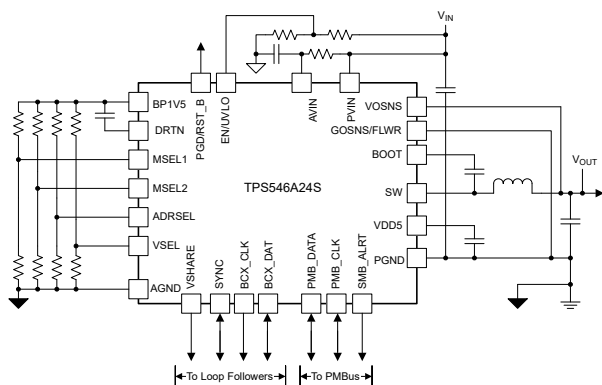 V_IN
PGD/RST_B
EN/UVLO
AVIN
PVIN
BP1V5
DRTN
MSEL1
MSEL2
ADRSEL
VSEL
AGND
TPS546A24S
VOSNS
GOSNS/FLWR
BOOT
SW
VDD5
PGND
V_OUT
VSHARE
SYNC
BCX_CLK
BCX_DAT
PMB_DATA
PMB_CLK
SMB_ALRT
To Loop Followers
To PMBus